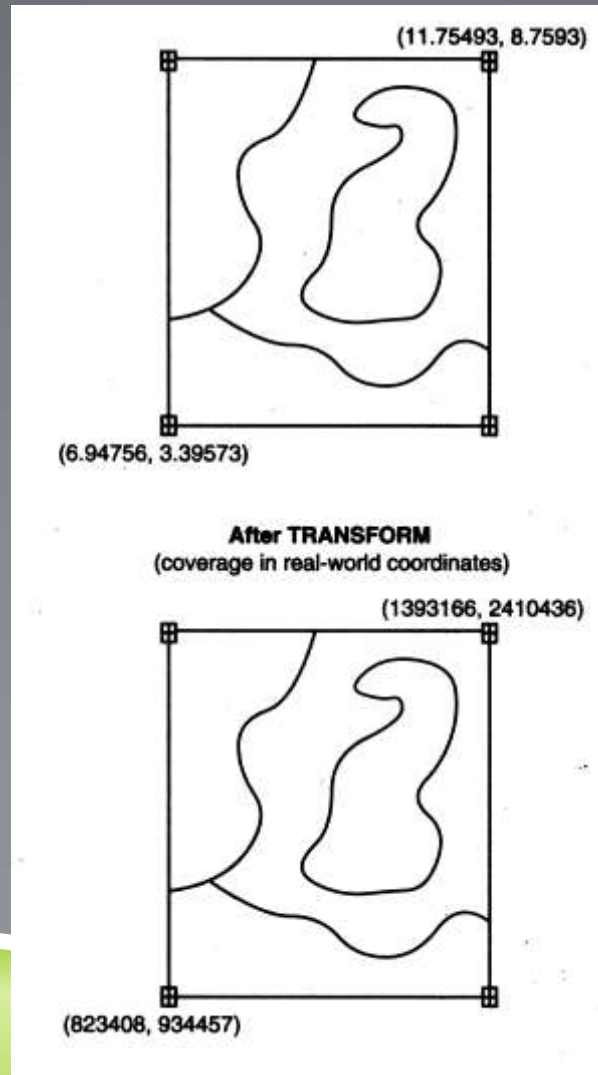 (11.75493, 8.7593)
(6.94756, 3.39573)
After TRANSFORM
(coverage in real-world coordinates)
(1393166, 2410436)
(823408, 934457)